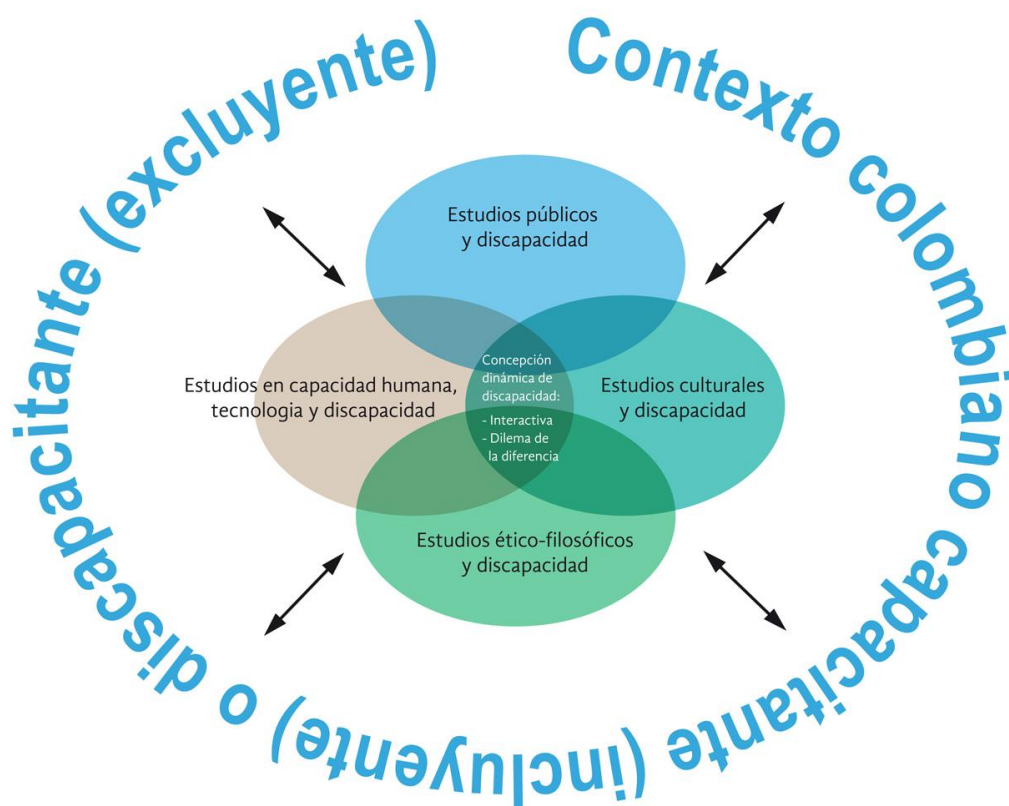 Contexto colombiano capacitante (incluyente) o discapacitante (excluyente)
Estudios públicos
y discapacidad
Estudios en capacidad humana,
tecnologia y discapacidad
Concepción
dinámica de
discapacidad:
- Interactiva
- Dilema de
la diferencia
Estudios culturales
y discapacidad
Estudios ético-filosóficos
y discapacidad